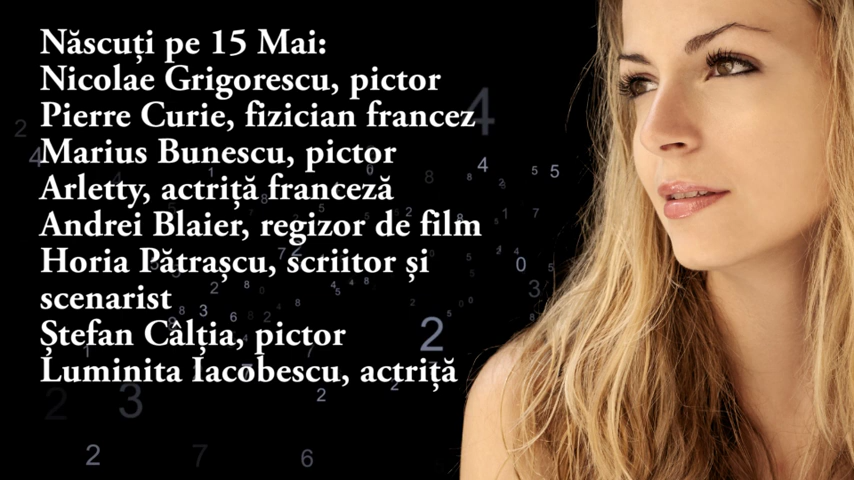 Născuți pe 15 Mai:
Nicolae Grigorescu, pictor
Pierre Curie, fizician francez
Marius Bunescu, pictor
Arletty, actriță franceză
Andrei Blaier, regizor de film
Horia Pătrașcu, scriitor și
scenarist
Ștefan Câlția, pictor
Luminita Iacobescu, actriță